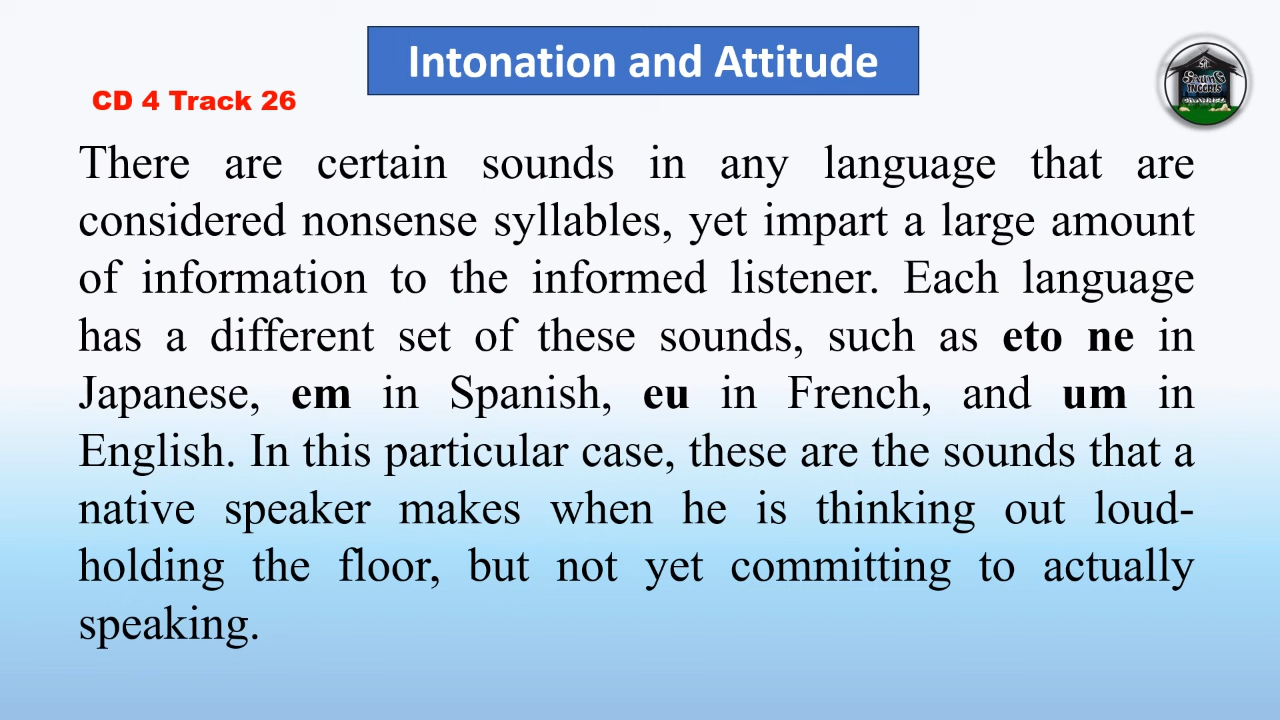 Intonation and Attitude
CD 4 Track 26
There are certain sounds in any language that are
considered nonsense syllables, yet impart a large amount
of information to the informed listener. Each language
has a different set of these sounds, such as eto ne in
Japanese, em in Spanish, eu in French, and um in
English. In this particular case, these are the sounds that a
native speaker makes when he is thinking out loud-
holding the floor, but not yet committing to actually
speaking.